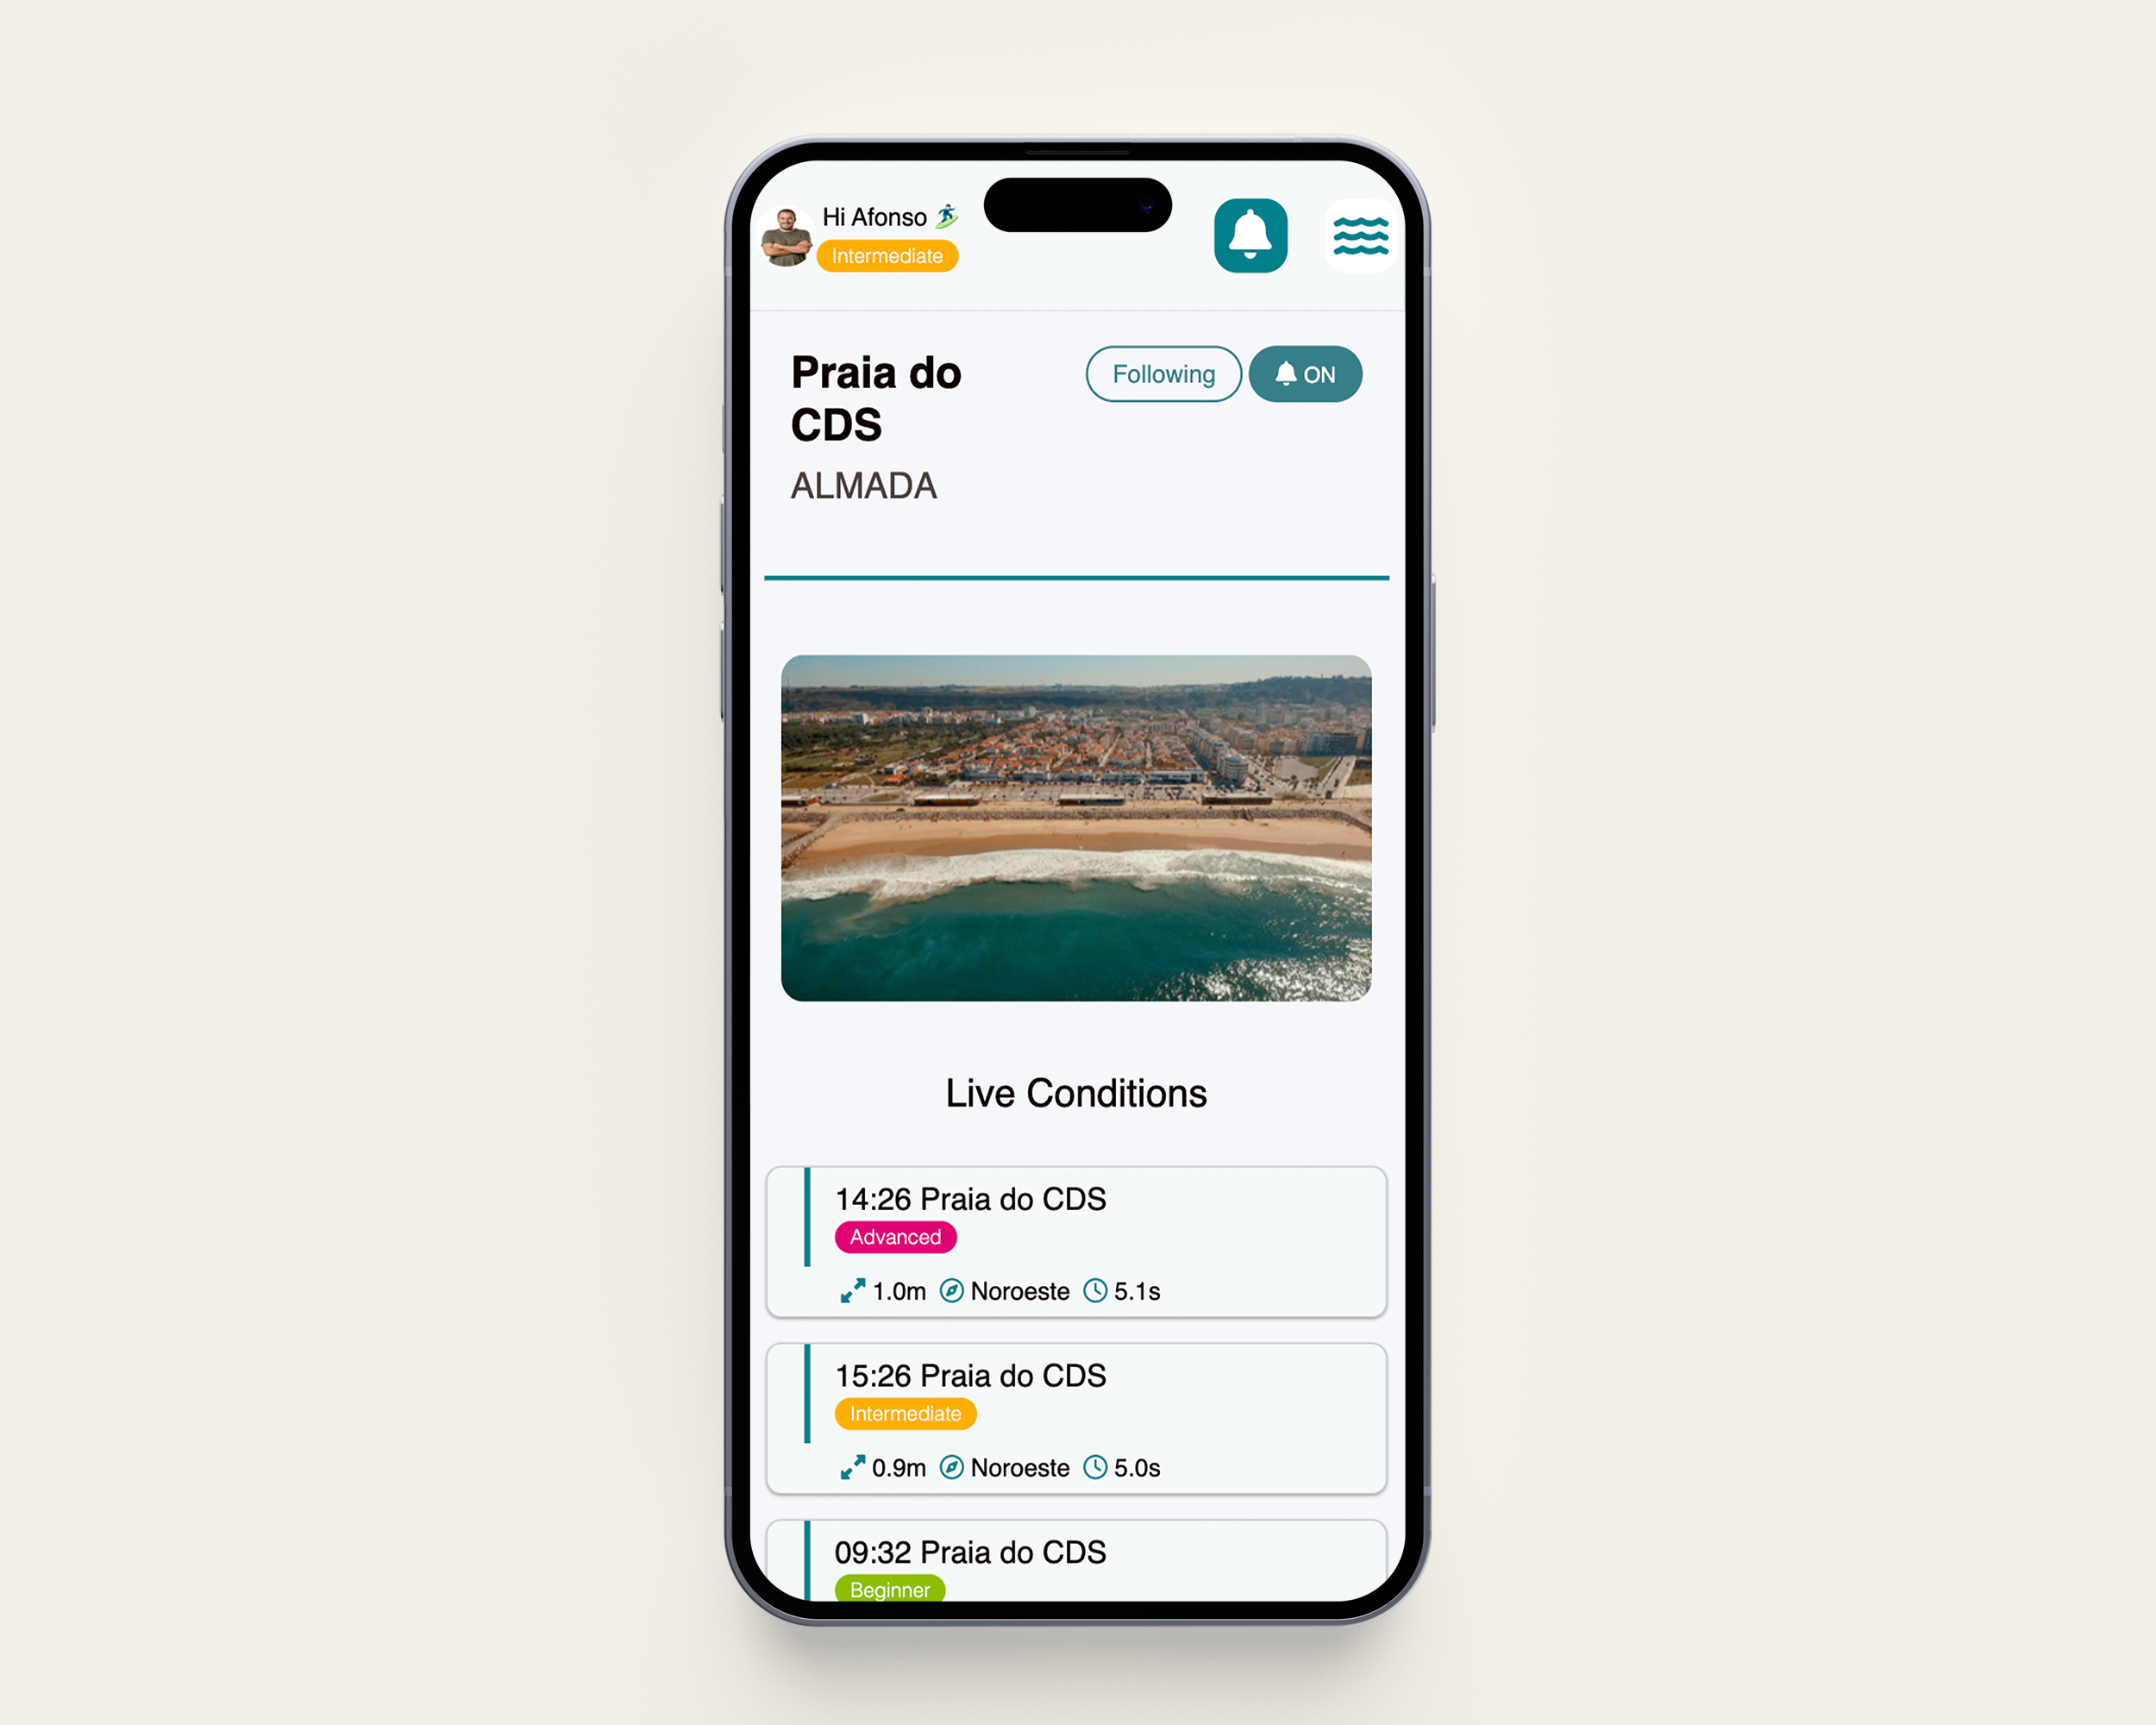 Hi Afonso 🏄
Intermediate
Praia do
CDS
Following
ON
ALMADA
Live Conditions
14:26 Praia do CDS
Advanced
1.0m Noroeste 5.1s
15:26 Praia do CDS
Intermediate
0.9m Noroeste 5.0s
09:32 Praia do CDS
Beginner